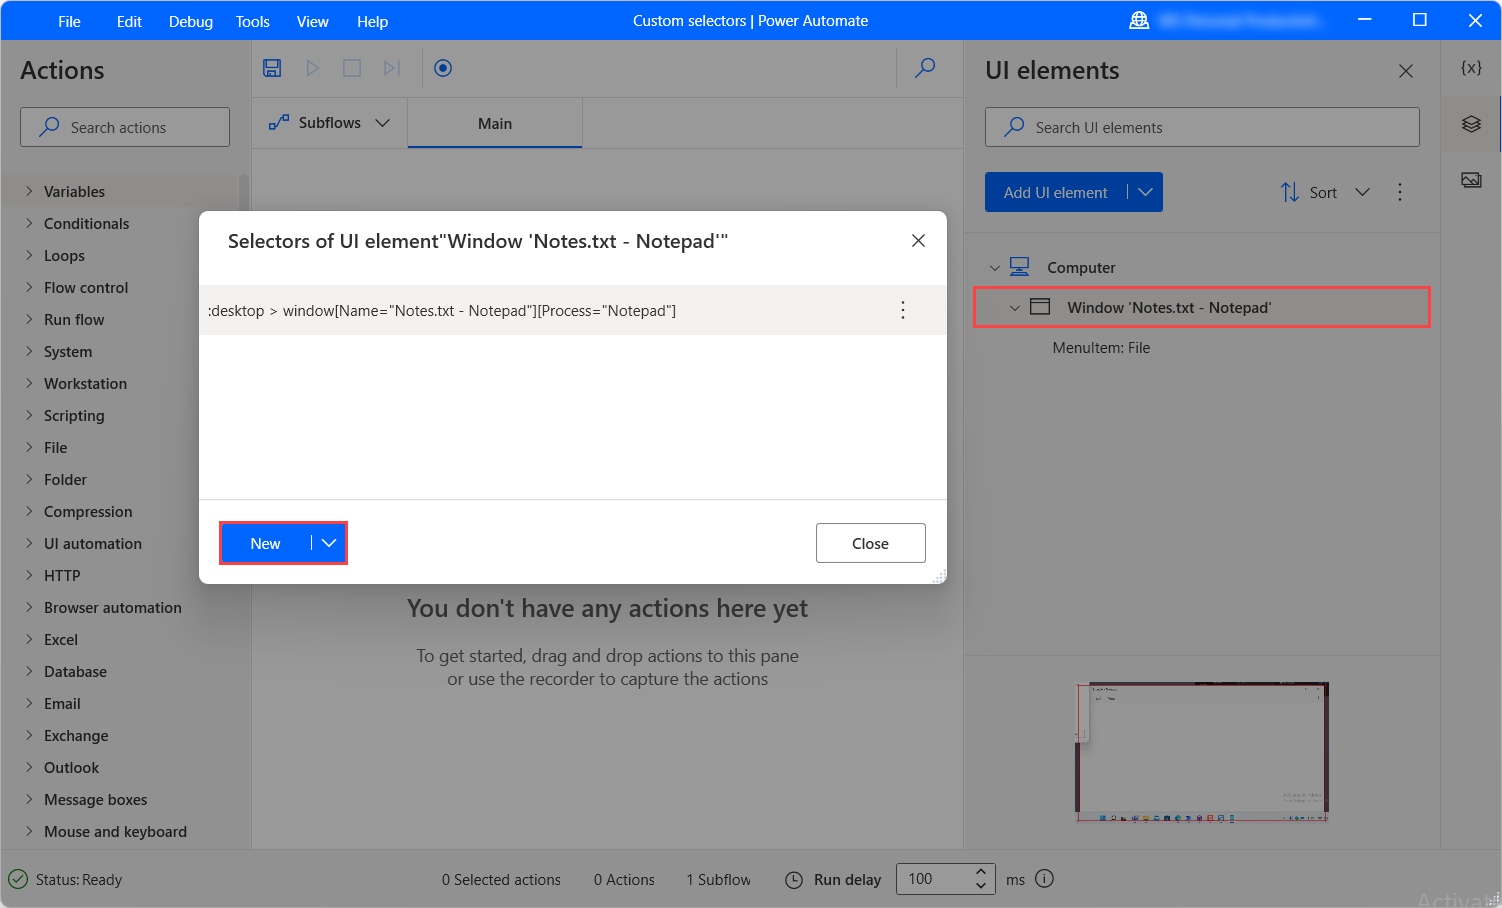 File Edit Debug Tools View Help
Custom selectors | Power Automate
Actions
Search actions
Variables
Conditionals
Loops
Flow control
Run flow
System
Workstation
Scripting
File
Folder
Compression
UI automation
HTTP
Browser automation
Excel
Database
Email
Exchange
Outlook
Message boxes
Mouse and keyboard
Subflows
Main
Selectors of UI element"Window 'Notes.txt - Notepad'"
:desktop > window[Name="Notes.txt - Notepad"][Process="Notepad"]
New
Close
You don't have any actions here yet
To get started, drag and drop actions to this pane
or use the recorder to capture the actions
UI elements
{x}
Search UI elements
Add UI element
Sort
Computer
Window 'Notes.txt - Notepad'
MenuItem: File
Status: Ready
0 Selected actions
0 Actions
1 Subflow
Run delay
100
ms